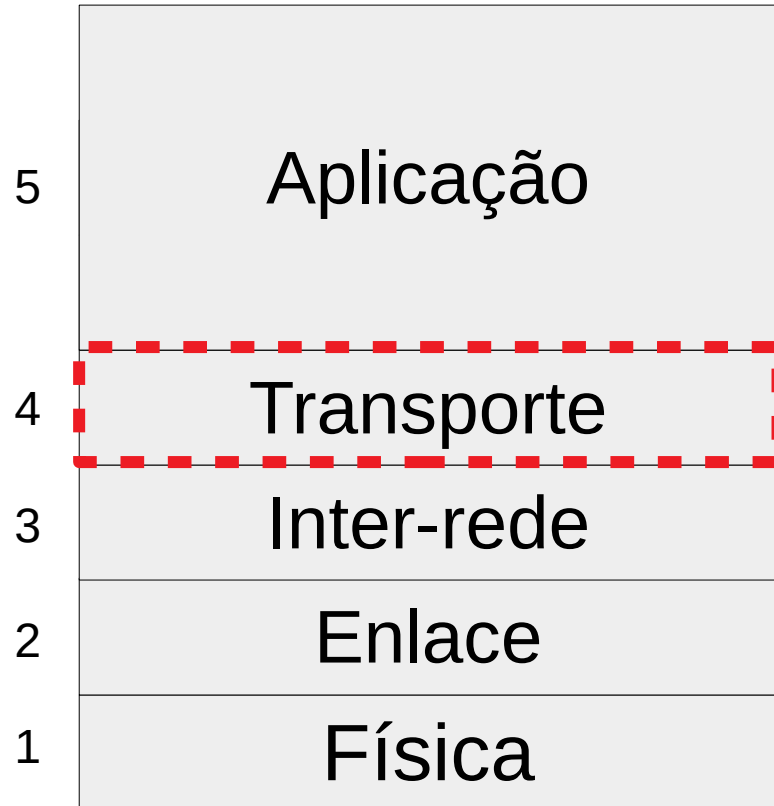 5 Aplicação
4 Transporte
3 Inter-rede
2 Enlace
1 Física